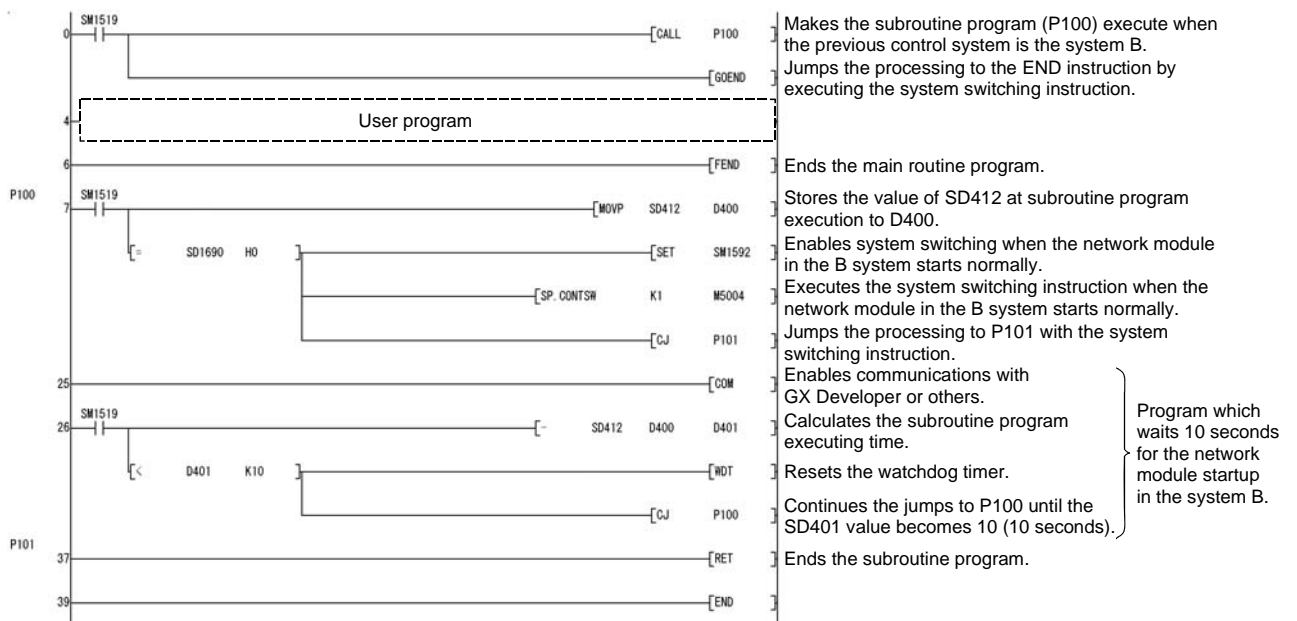 SM1519
0 [CALL P100 ] Makes the subroutine program (P100) execute when
the previous control system is the system B.
[GOEND ] Jumps the processing to the END instruction by
executing the system switching instruction.
4 User program
6 [FEND ] Ends the main routine program.
P100 SM1519
7 [MOVP SD412 D400 ] Stores the value of SD412 at subroutine program
execution to D400.
[= SD1690 H0 ] [SET SM1592 ] Enables system switching when the network module
in the B system starts normally.
[SP.CONTSW K1 M5004 ] Executes the system switching instruction when the
network module in the B system starts normally.
[CJ P101 ] Jumps the processing to P101 with the system
switching instruction.
25 [COM ] Enables communications with
GX Developer or others.
SM1519
26 [- SD412 D400 D401 ] Calculates the subroutine program
executing time.
[< D401 K10 ] [WDT ] Resets the watchdog timer.
[CJ P100 ] Continues the jumps to P100 until the
SD401 value becomes 10 (10 seconds).
Program which
waits 10 seconds
for the network
module startup
in the system B.
P101
37 [RET ] Ends the subroutine program.
39 [END ]